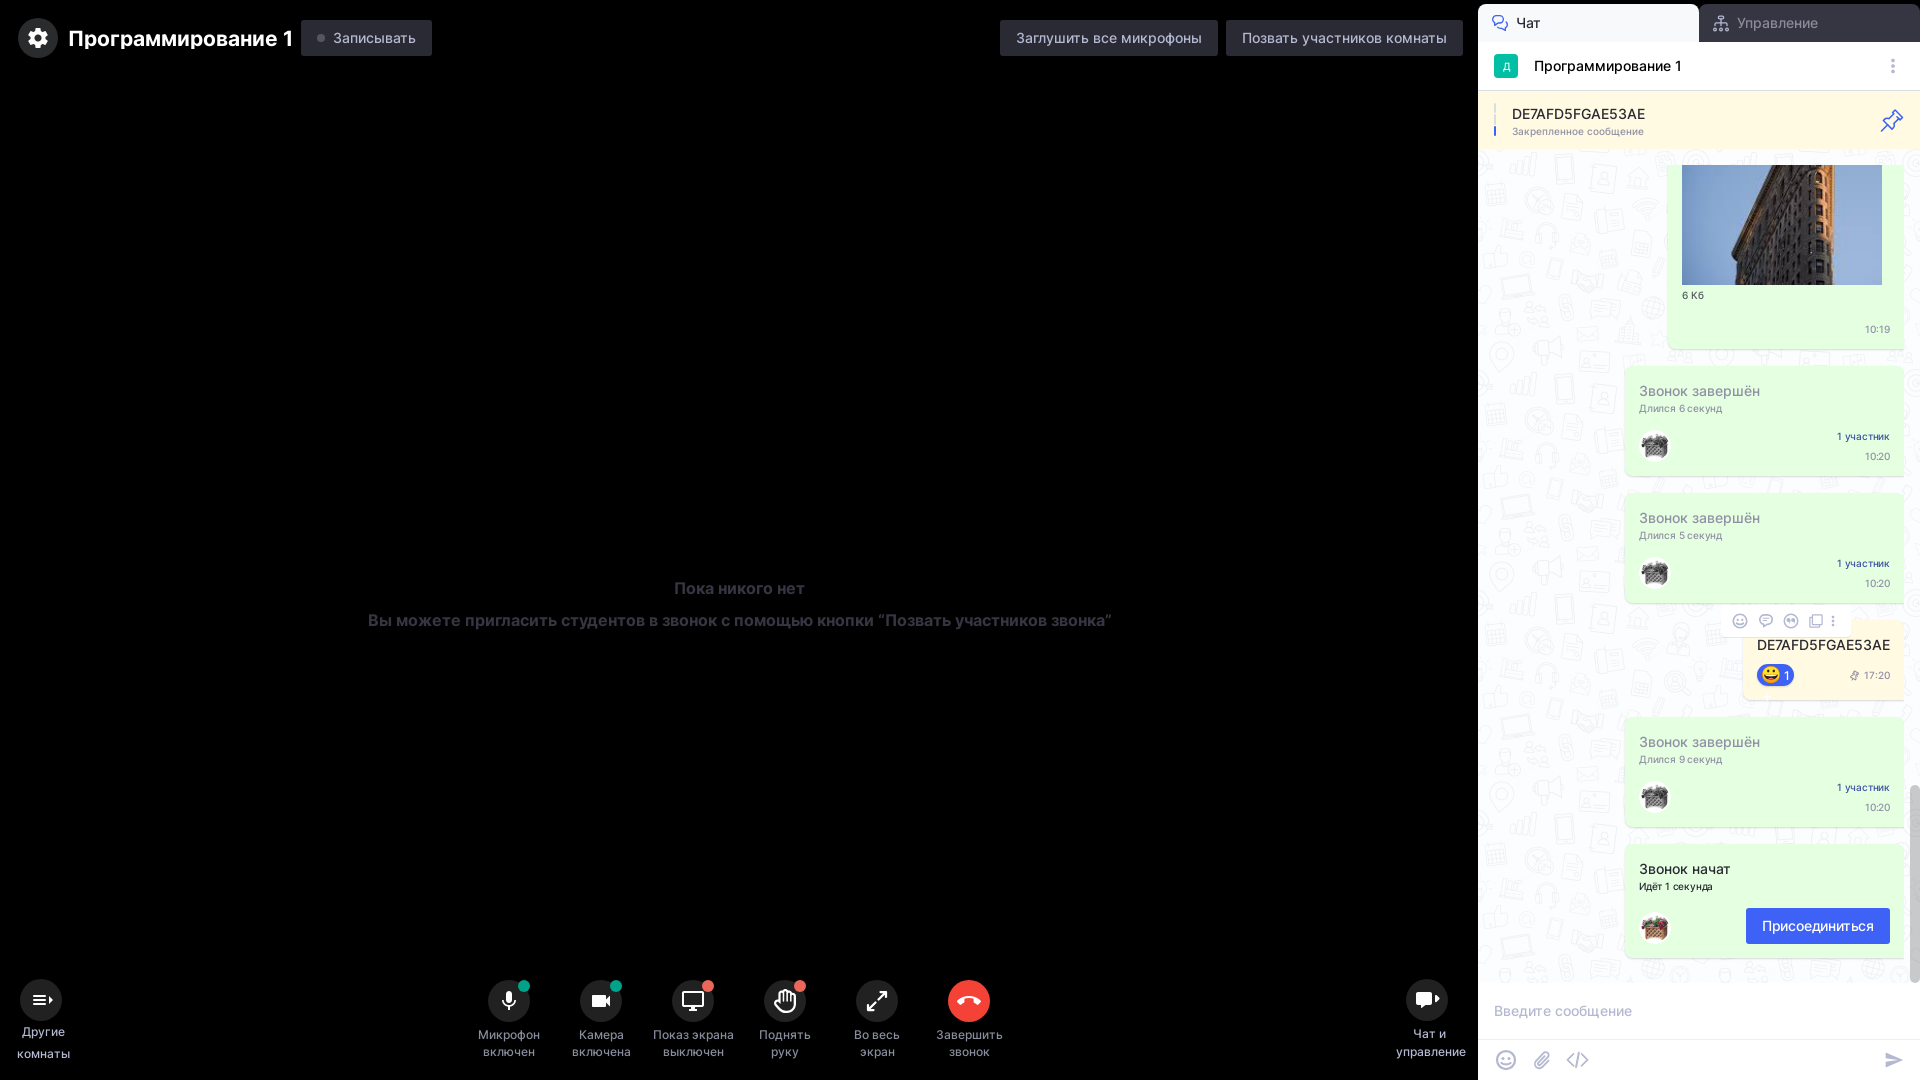 Программирование 1
Записывать
Заглушить все микрофоны
Позвать участников комнаты
Чат
Управление
Д
Программирование 1
DE7AFD5FGAE53AE
Закрепленное сообщение
6 Кб
10:19
Звонок завершён
Длился 6 секунд
1 участник
10:20
Звонок завершён
Длился 5 секунд
1 участник
10:20
Пока никого нет
Вы можете пригласить студентов в звонок с помощью кнопки “Позвать участников звонка”
DE7AFD5FGAE53AE
1
17:20
Звонок завершён
Длился 9 секунд
1 участник
10:20
Звонок начат
Идёт 1 секунда
Присоединиться
Введите сообщение
Другие
комнаты
Микрофон
включен
Камера
включена
Показ экрана
выключен
Поднять
руку
Во весь
экран
Завершить
звонок
Чат и
управление